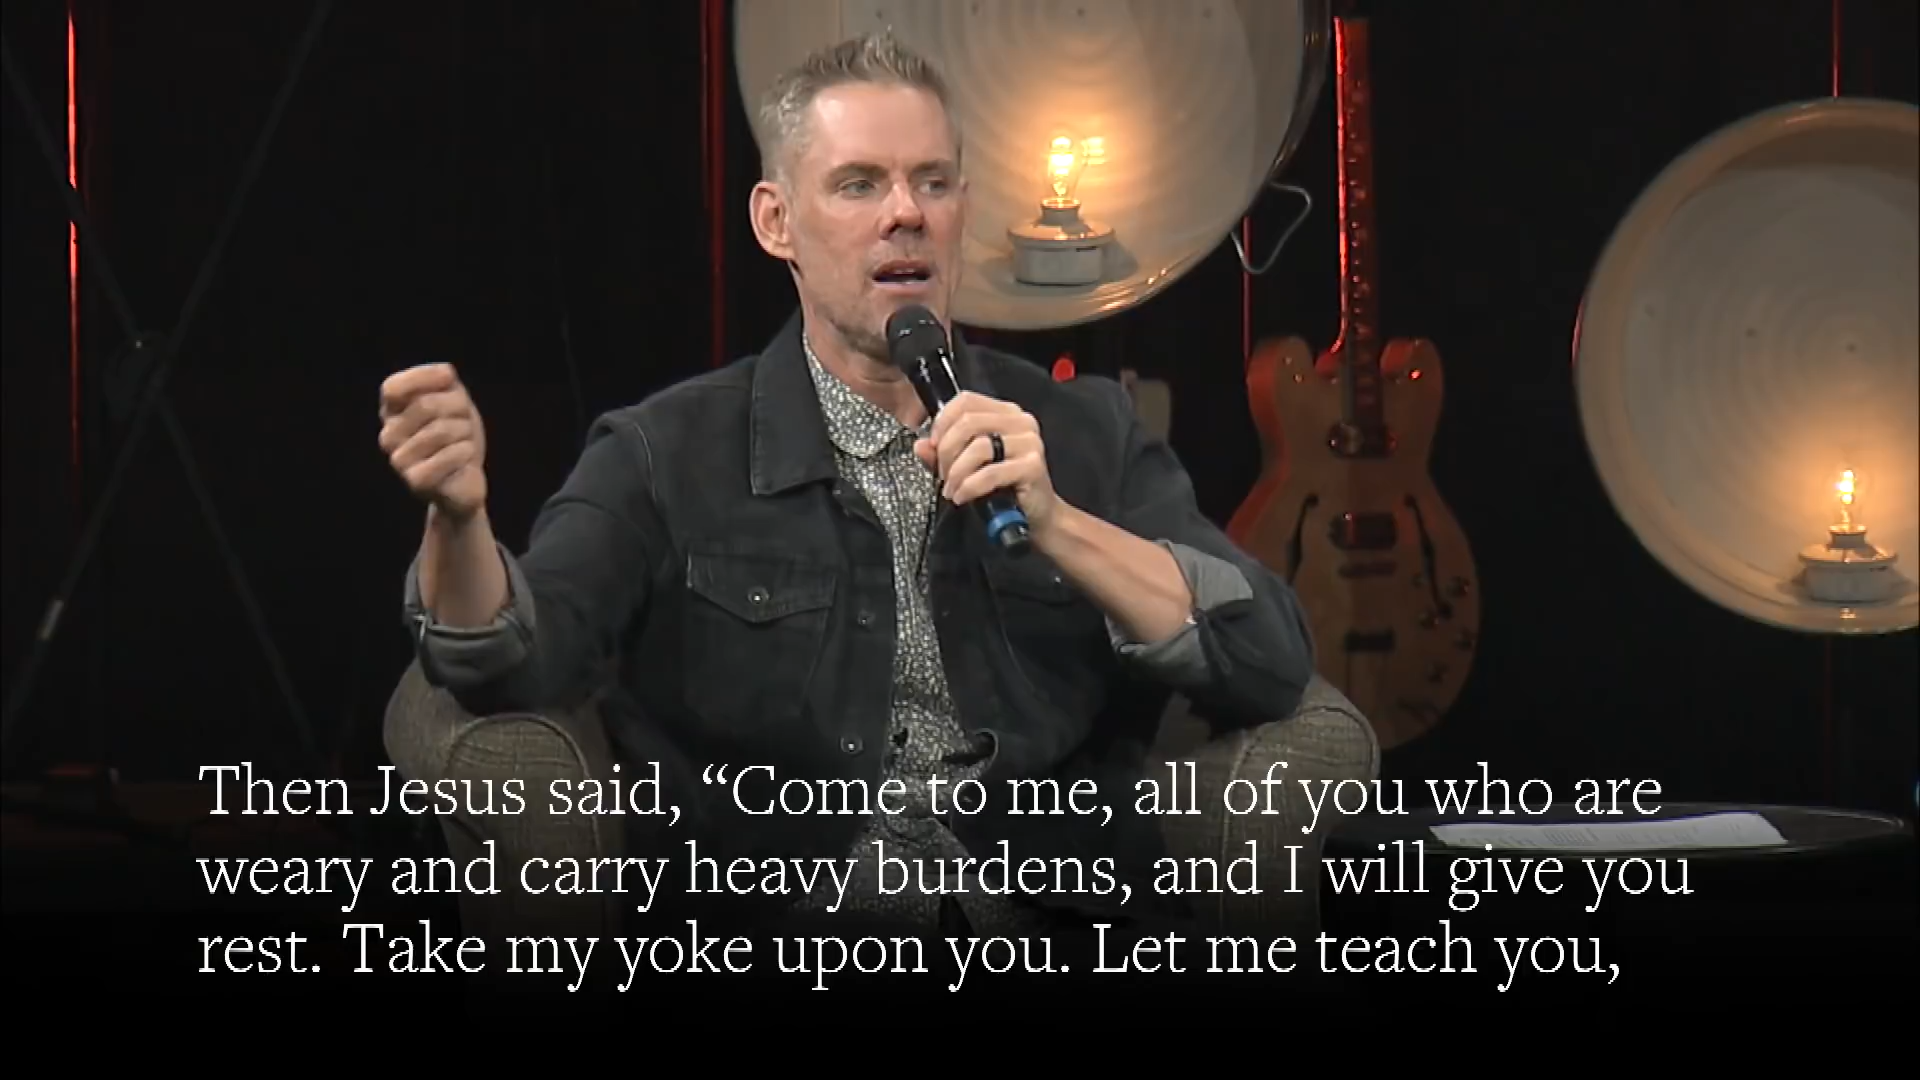 Then Jesus said, “Come to me, all of you who are
weary and carry heavy burdens, and I will give you
rest. Take my yoke upon you. Let me teach you,